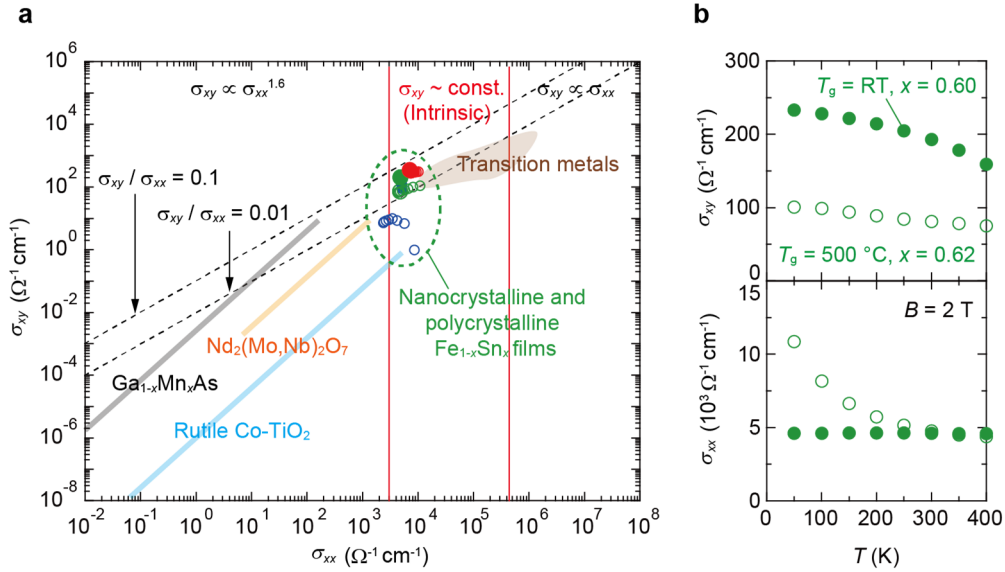 a
b
σxy ∝ σxx^1.6
σxy ~ const.
(Intrinsic)
σxy ∝ σxx
Transition metals
σxy / σxx = 0.1
σxy / σxx = 0.01
Nanocrystalline and
polycrystalline
Fe1-xSnx films
Nd2(Mo,Nb)2O7
Ga1-xMnxAs
Rutile Co-TiO2
σxy (Ω-1 cm-1)
10^6
10^4
10^2
10^0
10^-2
10^-4
10^-6
10^-8
10^-2 10^-1 10^0 10^1 10^2 10^3 10^4 10^5 10^6 10^7 10^8
σxx (Ω-1 cm-1)
σxy (Ω-1 cm-1)
300
200
100
0
Tg = RT, x = 0.60
Tg = 500 °C, x = 0.62
σxx (10^3 Ω-1 cm-1)
15
10
5
0
B = 2 T
0 100 200 300 400
T (K)